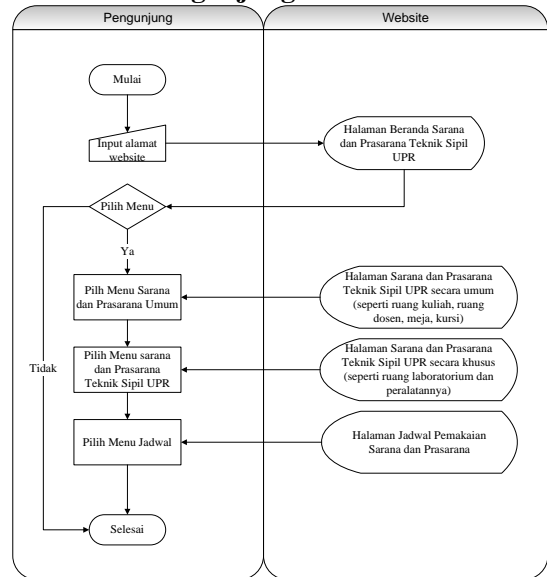 Pengunjung
Website
Mulai
Input alamat
website
Halaman Beranda Sarana
dan Prasarana Teknik Sipil
UPR
Pilih Menu
Ya
Pilh Menu Sarana
dan Prasarana Umum
Halaman Sarana dan Prasarana
Teknik Sipil UPR secara umum
(seperti ruang kuliah, ruang
dosen, meja, kursi)
Tidak
Pilih Menu sarana
dan Prasarana
Teknik Sipil UPR
Halaman Sarana dan Prasarana
Teknik Sipil UPR secara khusus
(seperti ruang laboratorium dan
peralatannya)
Pilih Menu Jadwal
Halaman Jadwal Pemakaian
Sarana dan Prasarana
Selesai